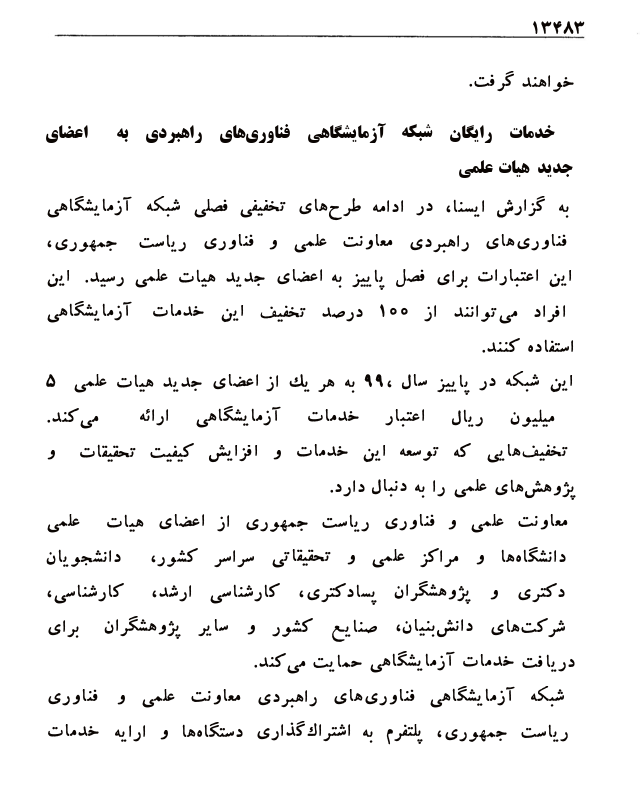 ۱۳۴۸۳
خواهند گرفت.
خدمات رایگان شبکه آزمایشگاهی فناوری‌های راهبردی به اعضای
جدید هیات علمی
به گزارش ایسنا، در ادامه طرح‌های تخفیفی فصلی شبکه آزمایشگاهی
فناوری‌های راهبردی معاونت علمی و فناوری ریاست جمهوری،
این اعتبارات برای فصل پاییز به اعضای جدید هیات علمی رسید. این
افراد می‌توانند از ۱۰۰ درصد تخفیف این خدمات آزمایشگاهی
استفاده کنند.
این شبکه در پاییز سال ۹۹، به هر یك از اعضای جدید هیات علمی ۵
میلیون ریال اعتبار خدمات آزمایشگاهی ارائه می‌کند.
تخفیف‌هایی که توسعه این خدمات و افزایش کیفیت تحقیقات و
پژوهش‌های علمی را به دنبال دارد.
معاونت علمی و فناوری ریاست جمهوری از اعضای هیات علمی
دانشگاه‌ها و مراکز علمی و تحقیقاتی سراسر کشور، دانشجویان
دکتری و پژوهشگران پسادکتری، کارشناسی ارشد، کارشناسی،
شرکت‌های دانش‌بنیان، صنایع کشور و سایر پژوهشگران برای
دریافت خدمات آزمایشگاهی حمایت می‌کند.
شبکه آزمایشگاهی فناوری‌های راهبردی معاونت علمی و فناوری
ریاست جمهوری، پلتفرم به اشتراك‌گذاری دستگاه‌ها و ارایه خدمات